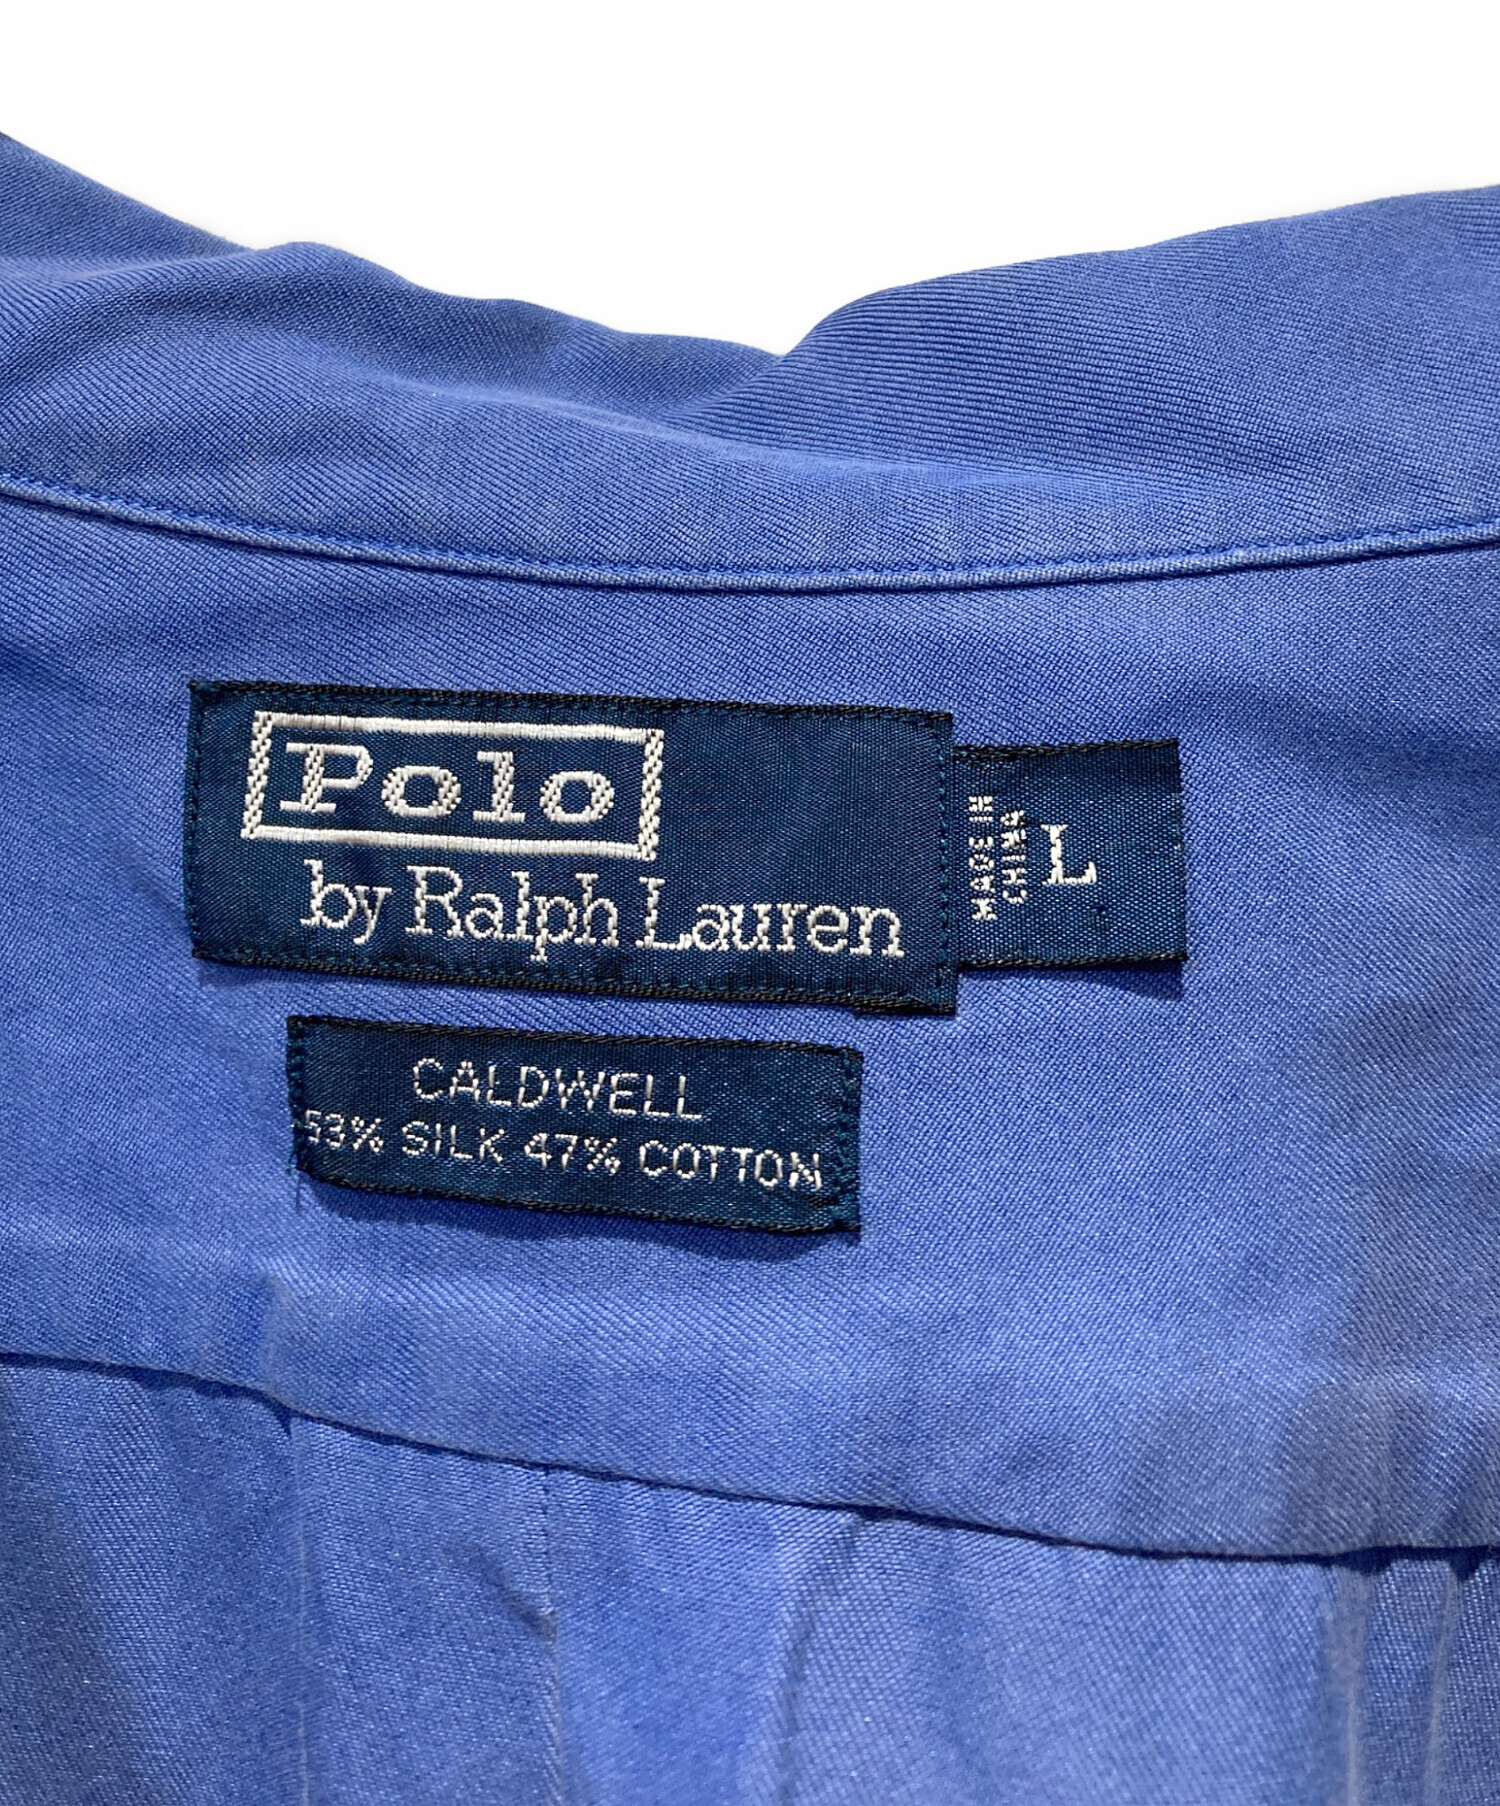 Polo
by Ralph Lauren
MADE IN
CHINA
L
CALDWELL
53% SILK 47% COTTON